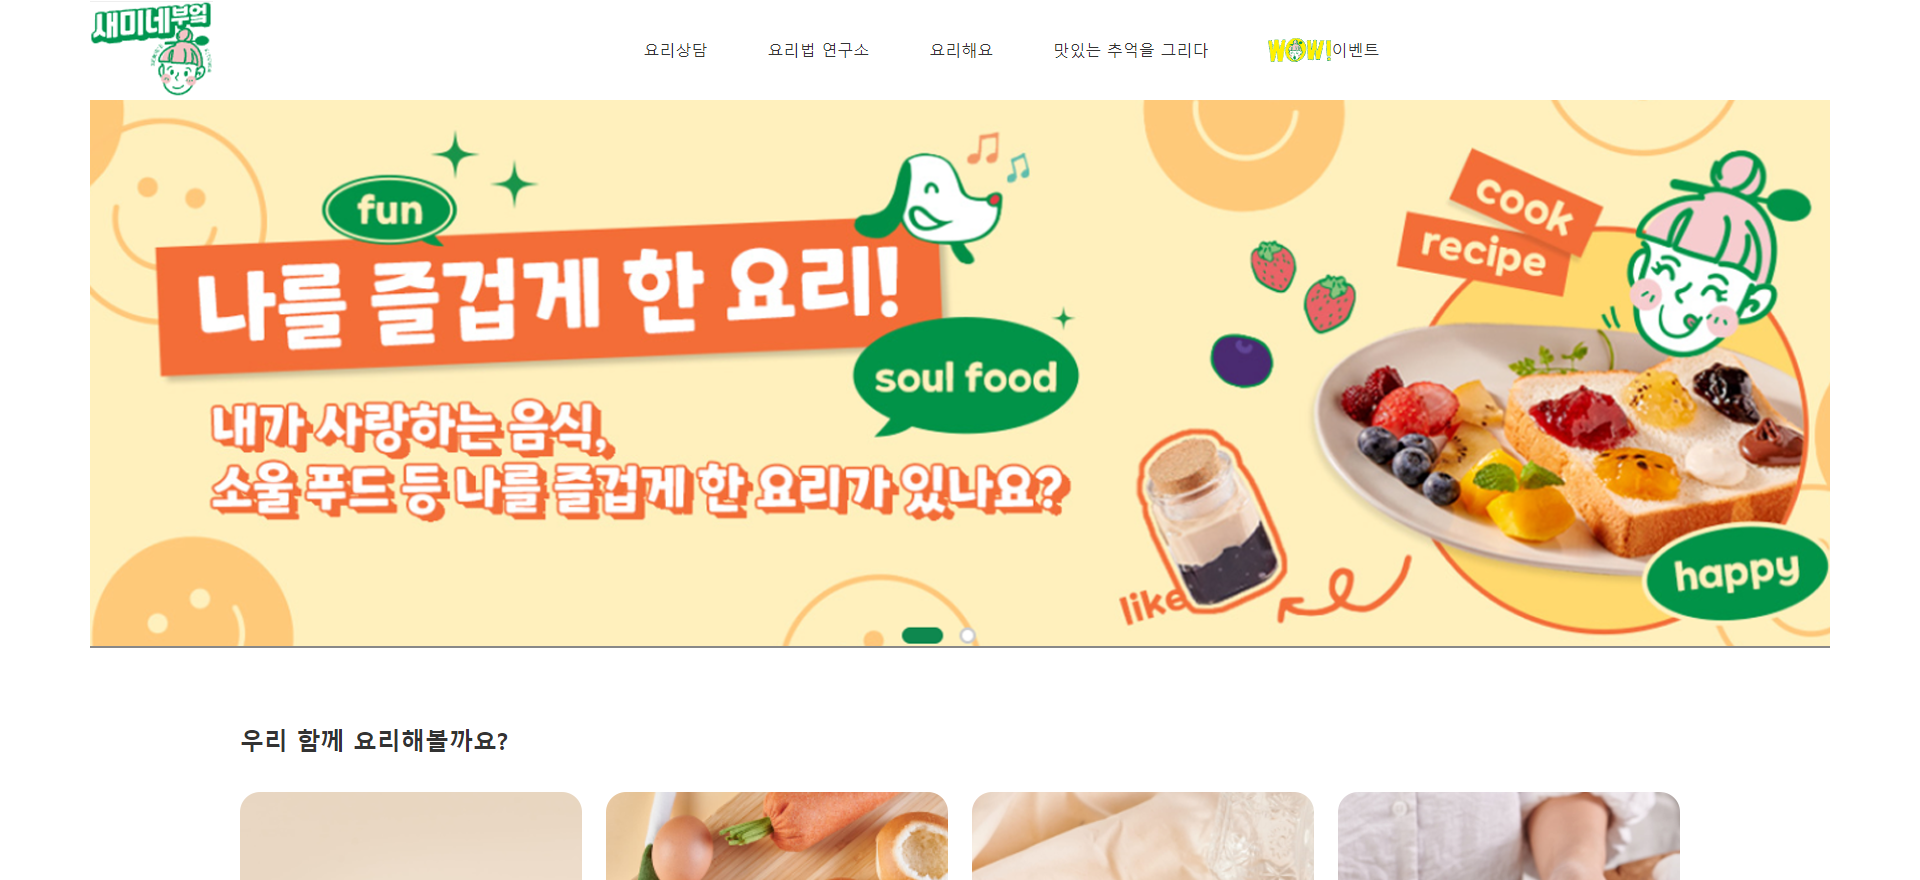 새미네부엌
요리상담
요리법 연구소
요리해요
맛있는 추억을 그리다
WOW!이벤트
fun
나를 즐겁게 한 요리!
soul food
내가 사랑하는 음식,
소울 푸드 등 나를 즐겁게 한 요리가 있나요?
cook
recipe
like
happy
우리 함께 요리해볼까요?